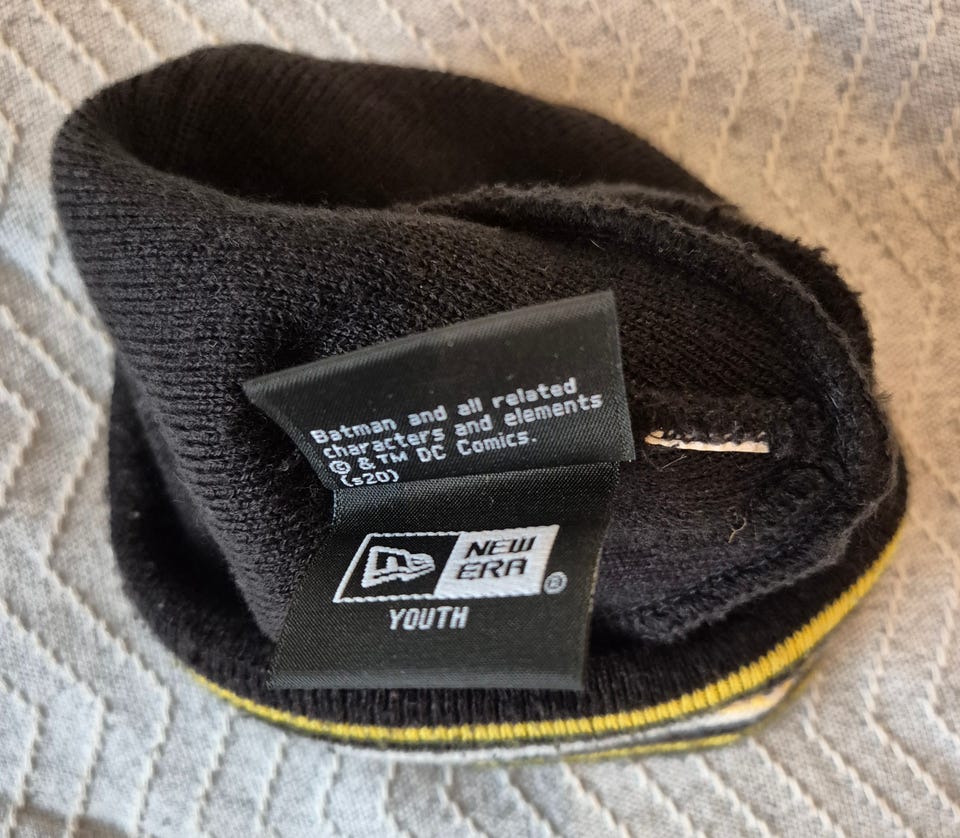 Batman and all related
characters and elements
© & ™ DC Comics.
(s20)
NEW
ERA®
YOUTH